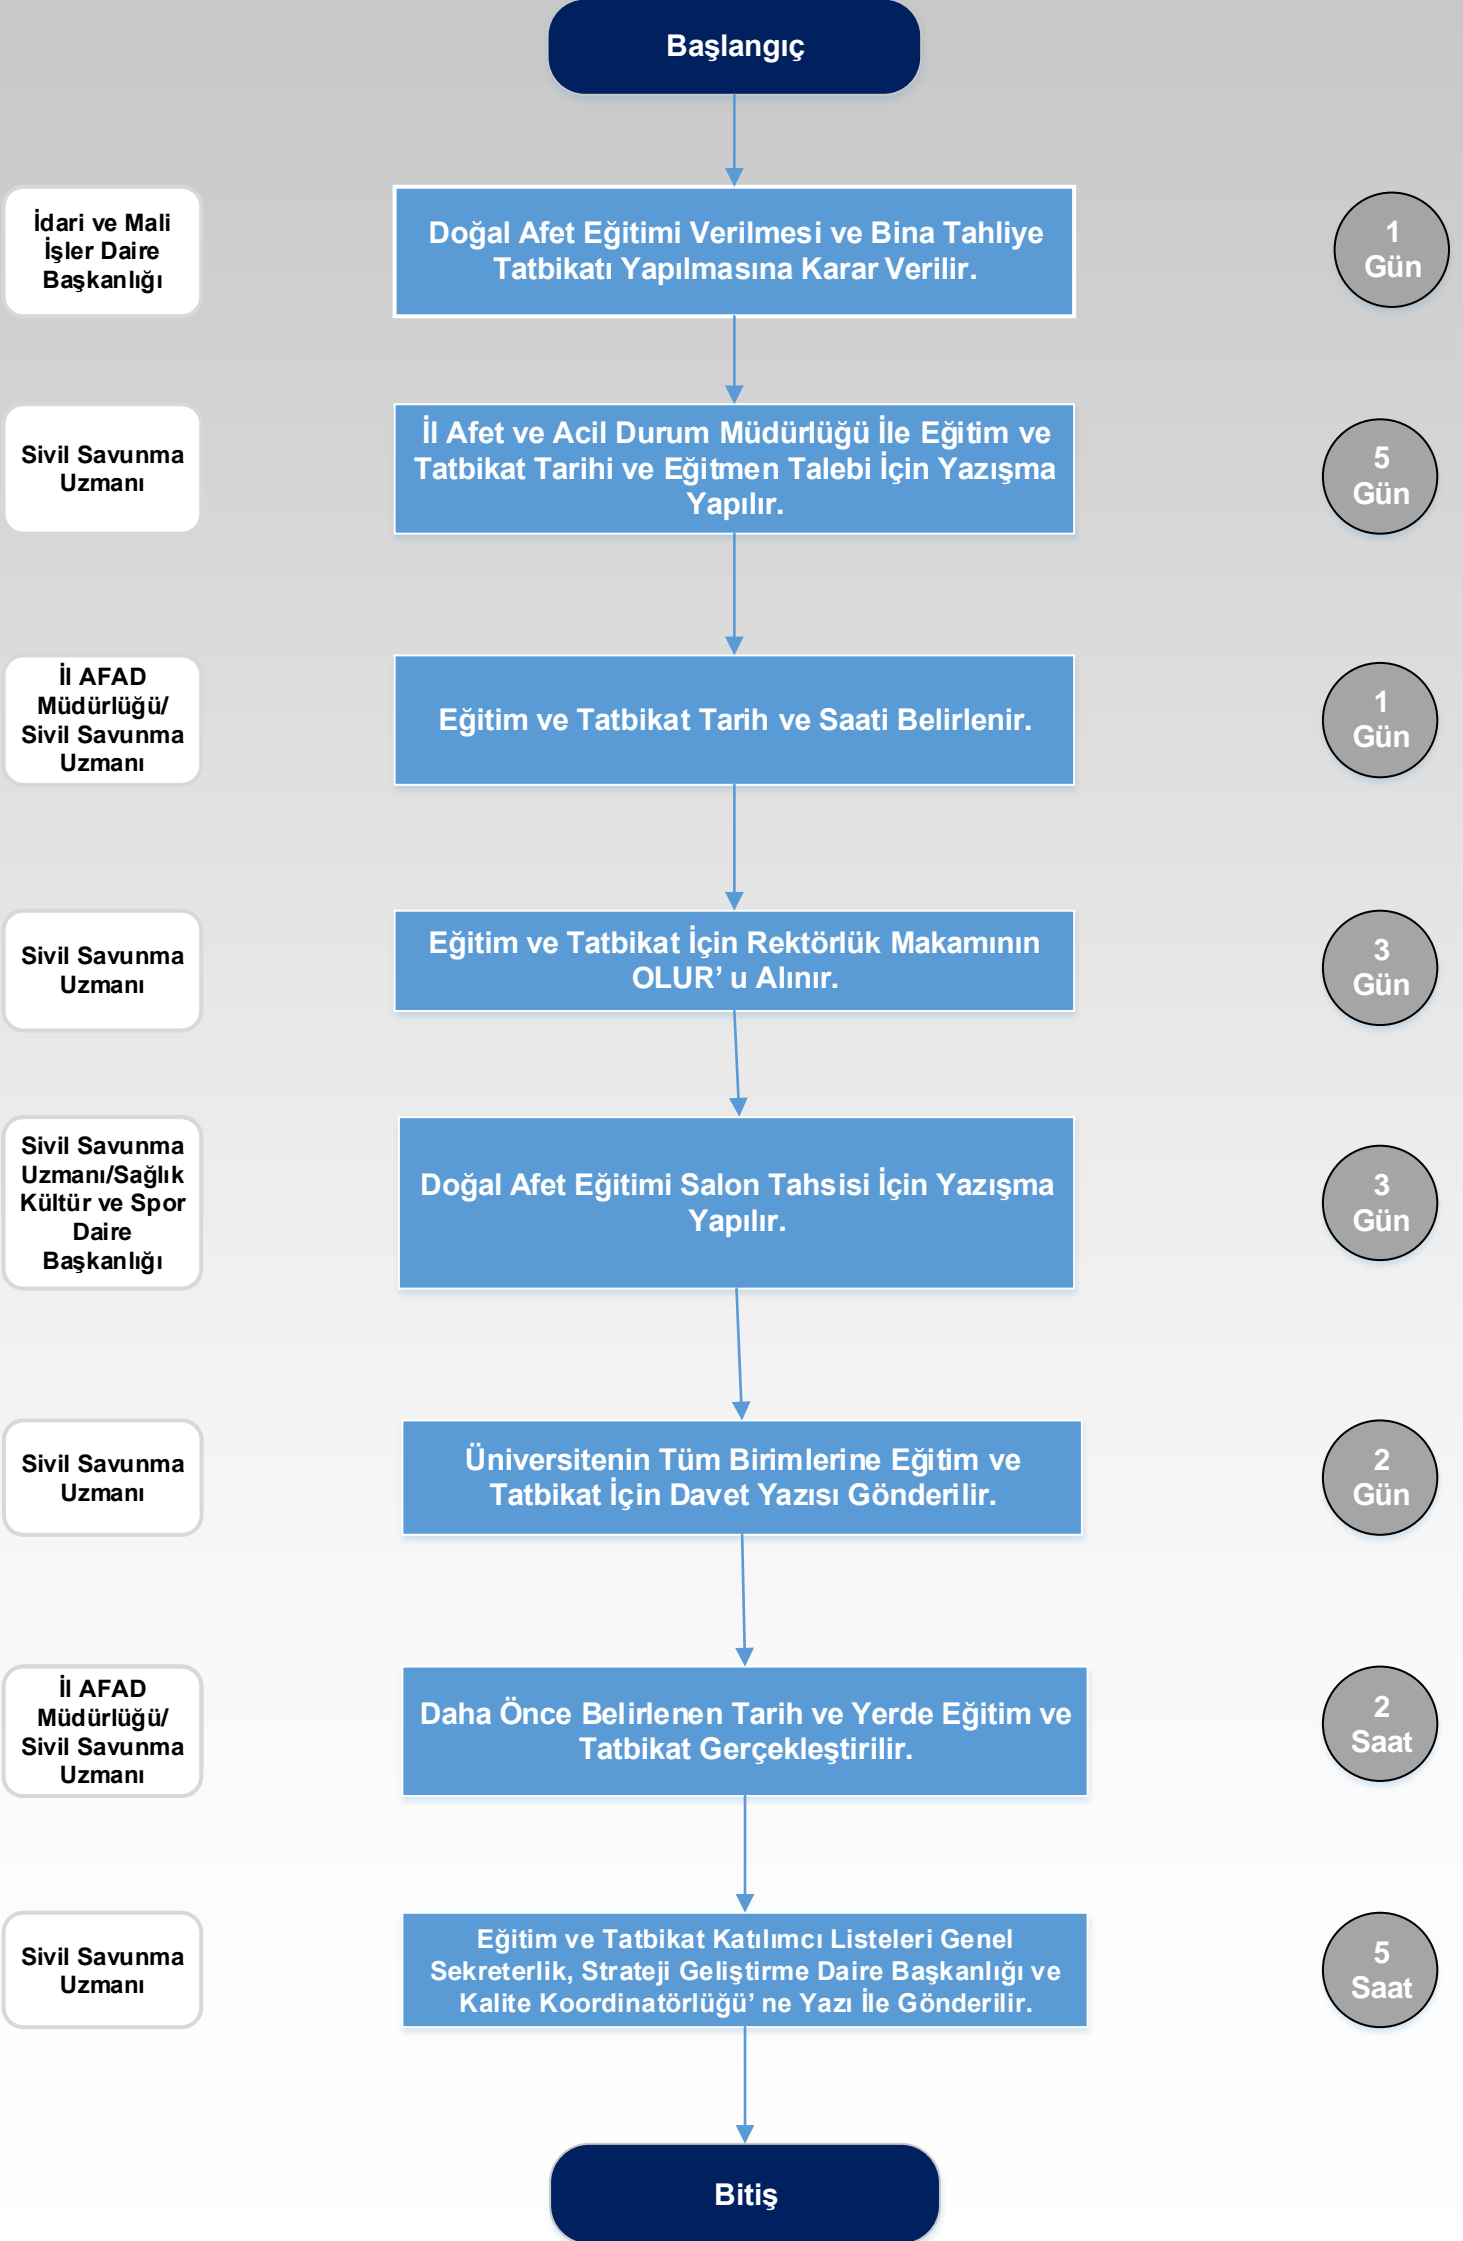 Başlangıç
İdari ve Mali
İşler Daire
Başkanlığı
Doğal Afet Eğitimi Verilmesi ve Bina Tahliye
Tatbikatı Yapılmasına Karar Verilir.
1
Gün
Sivil Savunma
Uzmanı
İl Afet ve Acil Durum Müdürlüğü İle Eğitim ve
Tatbikat Tarihi ve Eğitmen Talebi İçin Yazışma
Yapılır.
5
Gün
İl AFAD
Müdürlüğü/
Sivil Savunma
Uzmanı
Eğitim ve Tatbikat Tarih ve Saati Belirlenir.
1
Gün
Sivil Savunma
Uzmanı
Eğitim ve Tatbikat İçin Rektörlük Makamının
OLUR' u Alınır.
3
Gün
Sivil Savunma
Uzmanı/Sağlık
Kültür ve Spor
Daire
Başkanlığı
Doğal Afet Eğitimi Salon Tahsisi İçin Yazışma
Yapılır.
3
Gün
Sivil Savunma
Uzmanı
Üniversitenin Tüm Birimlerine Eğitim ve
Tatbikat İçin Davet Yazısı Gönderilir.
2
Gün
İl AFAD
Müdürlüğü/
Sivil Savunma
Uzmanı
Daha Önce Belirlenen Tarih ve Yerde Eğitim ve
Tatbikat Gerçekleştirilir.
2
Saat
Sivil Savunma
Uzmanı
Eğitim ve Tatbikat Katılımcı Listeleri Genel
Sekreterlik, Strateji Geliştirme Daire Başkanlığı ve
Kalite Koordinatörlüğü' ne Yazı İle Gönderilir.
5
Saat
Bitiş